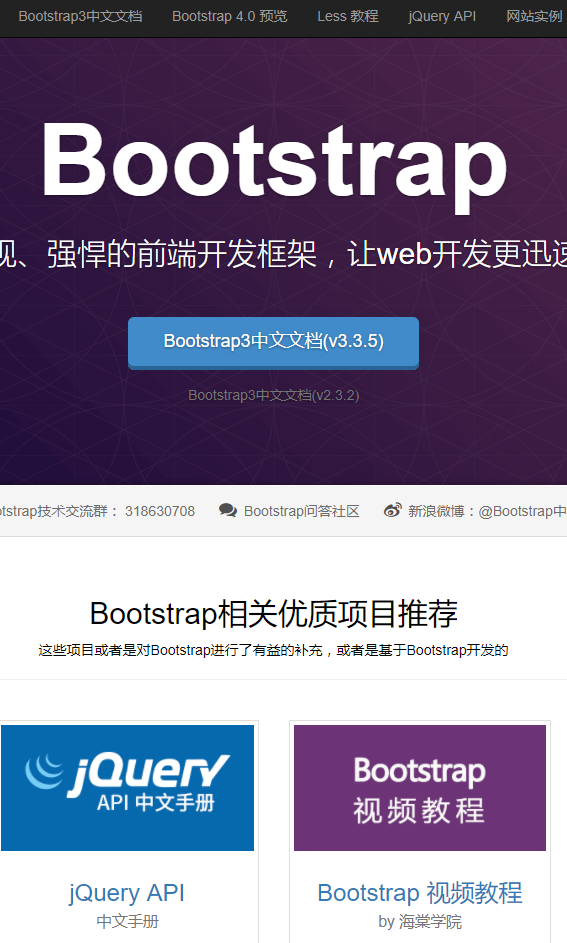 Bootstrap3中文文档 Bootstrap 4.0 预览 Less 教程 jQuery API 网站实例
Bootstrap
、强悍的前端开发框架，让web开发更迅速
Bootstrap3中文文档(v3.3.5)
Bootstrap3中文文档(v2.3.2)
otstrap技术交流群： 318630708 Bootstrap问答社区 新浪微博：@Bootstrap中
Bootstrap相关优质项目推荐
这些项目或者是对Bootstrap进行了有益的补充，或者是基于Bootstrap开发的
jQuery
API 中文手册
Bootstrap
视频教程
jQuery API
中文手册
Bootstrap 视频教程
by 海棠学院